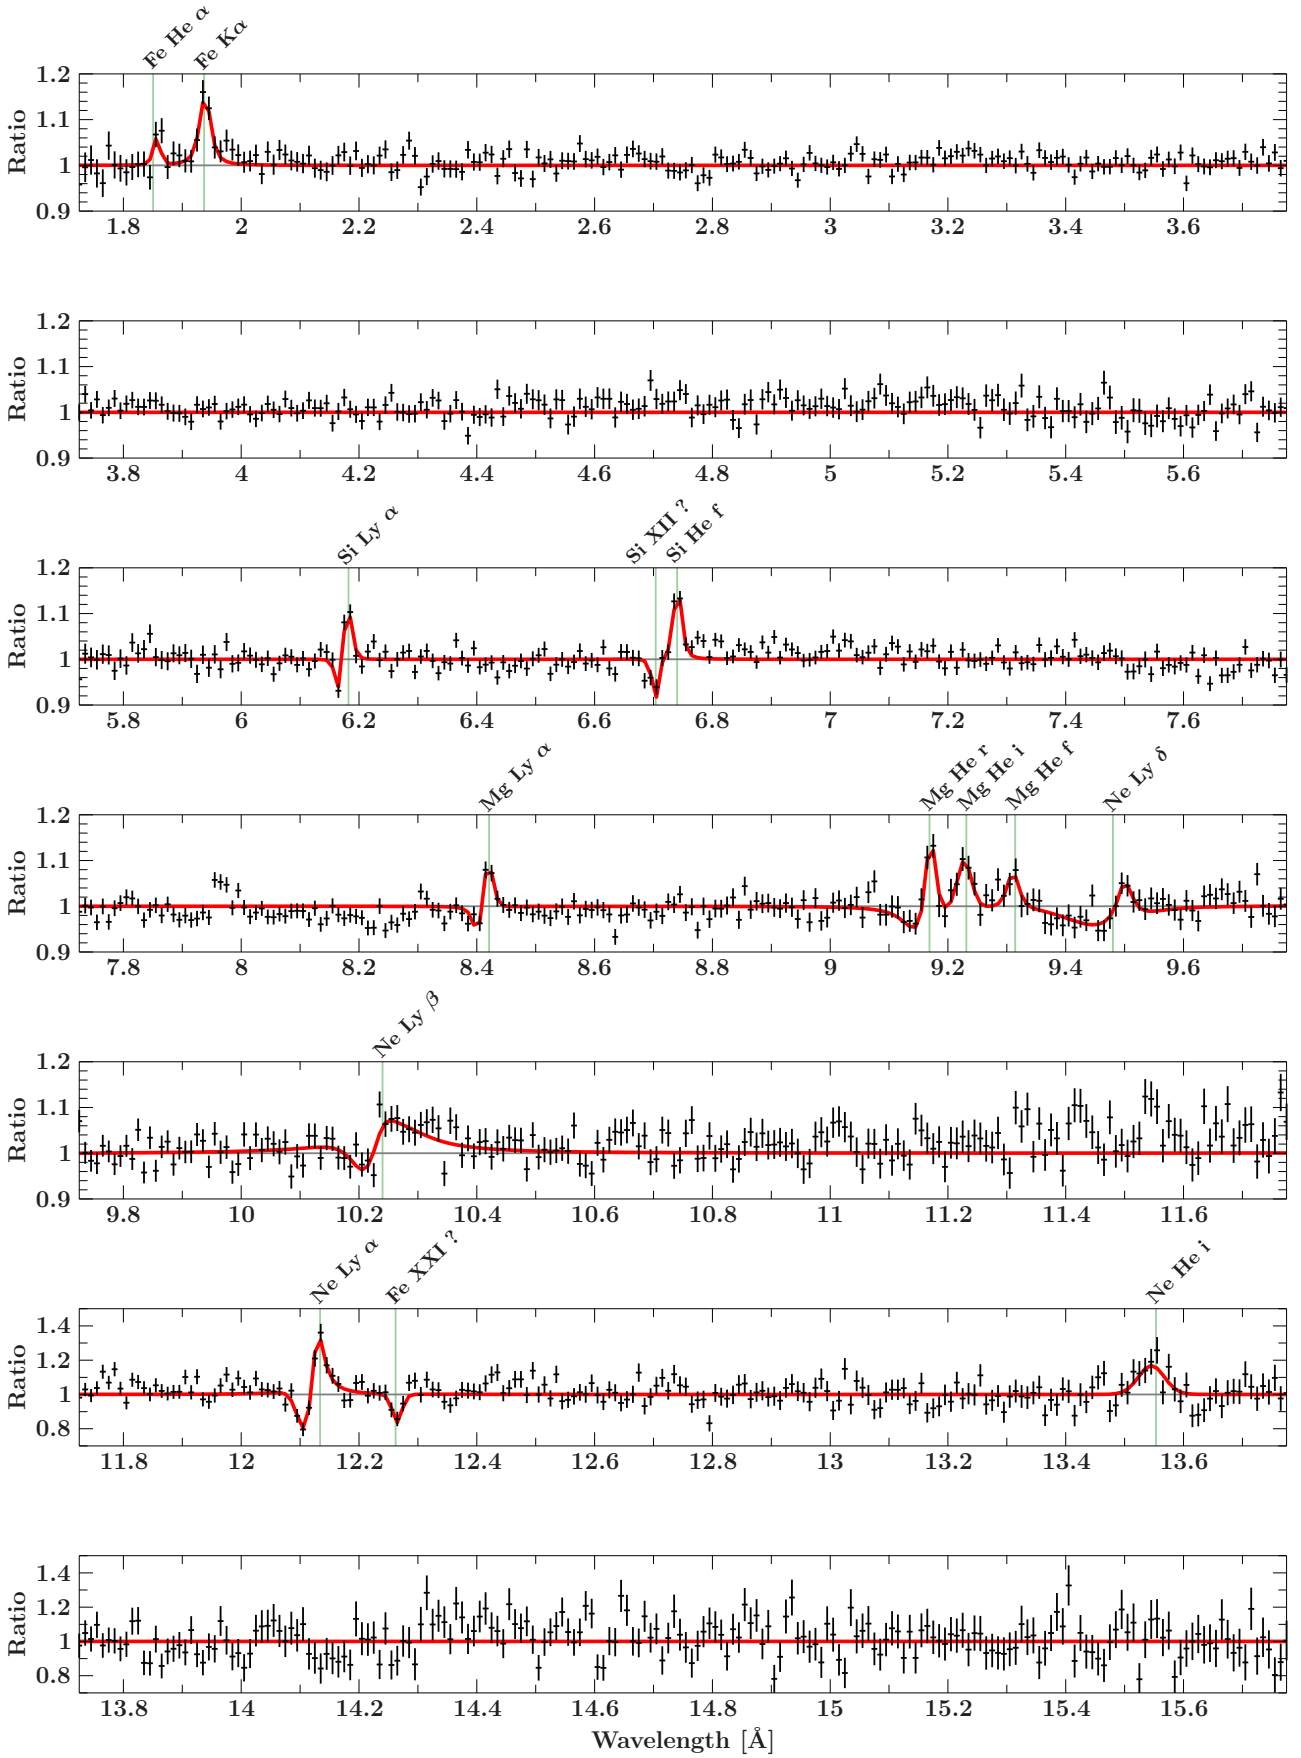 Fe He α Fe Kα
Ratio
1.2
1.1
1
0.9
1.8 2 2.2 2.4 2.6 2.8 3 3.2 3.4 3.6
Ratio
1.2
1.1
1
0.9
3.8 4 4.2 4.4 4.6 4.8 5 5.2 5.4 5.6
Si Ly α Si XII ? Si He f
Ratio
1.2
1.1
1
0.9
5.8 6 6.2 6.4 6.6 6.8 7 7.2 7.4 7.6
Mg Ly α Mg He r Mg He i Mg He f Ne Ly δ
Ratio
1.2
1.1
1
0.9
7.8 8 8.2 8.4 8.6 8.8 9 9.2 9.4 9.6
Ne Ly β
Ratio
1.2
1.1
1
0.9
9.8 10 10.2 10.4 10.6 10.8 11 11.2 11.4 11.6
Ne Ly α Fe XXI ? Ne He i
Ratio
1.4
1.2
1
0.8
11.8 12 12.2 12.4 12.6 12.8 13 13.2 13.4 13.6
Ratio
1.4
1.2
1
0.8
13.8 14 14.2 14.4 14.6 14.8 15 15.2 15.4 15.6
Wavelength [Å]